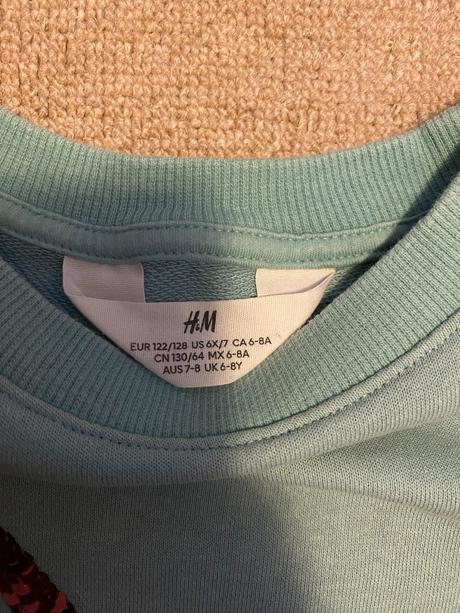 H&M
EUR 122/128 US 6X/7 CA 6-8A
CN 130/64 MX 6-8A
AUS 7-8 UK 6-8Y